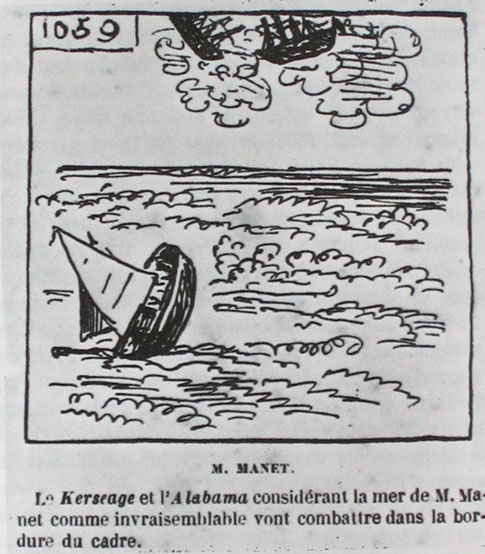 1059
M. MANET.
Le Kerseage et l'Alabama considérant la mer de M. Ma-
net comme invraisemblable vont combattre dans la bor-
dure du cadre.